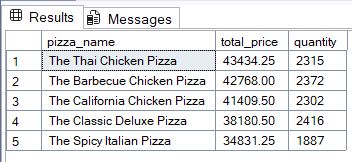 Results Messages
pizza_name total_price quantity
1 The Thai Chicken Pizza 43434.25 2315
2 The Barbecue Chicken Pizza 42768.00 2372
3 The California Chicken Pizza 41409.50 2302
4 The Classic Deluxe Pizza 38180.50 2416
5 The Spicy Italian Pizza 34831.25 1887